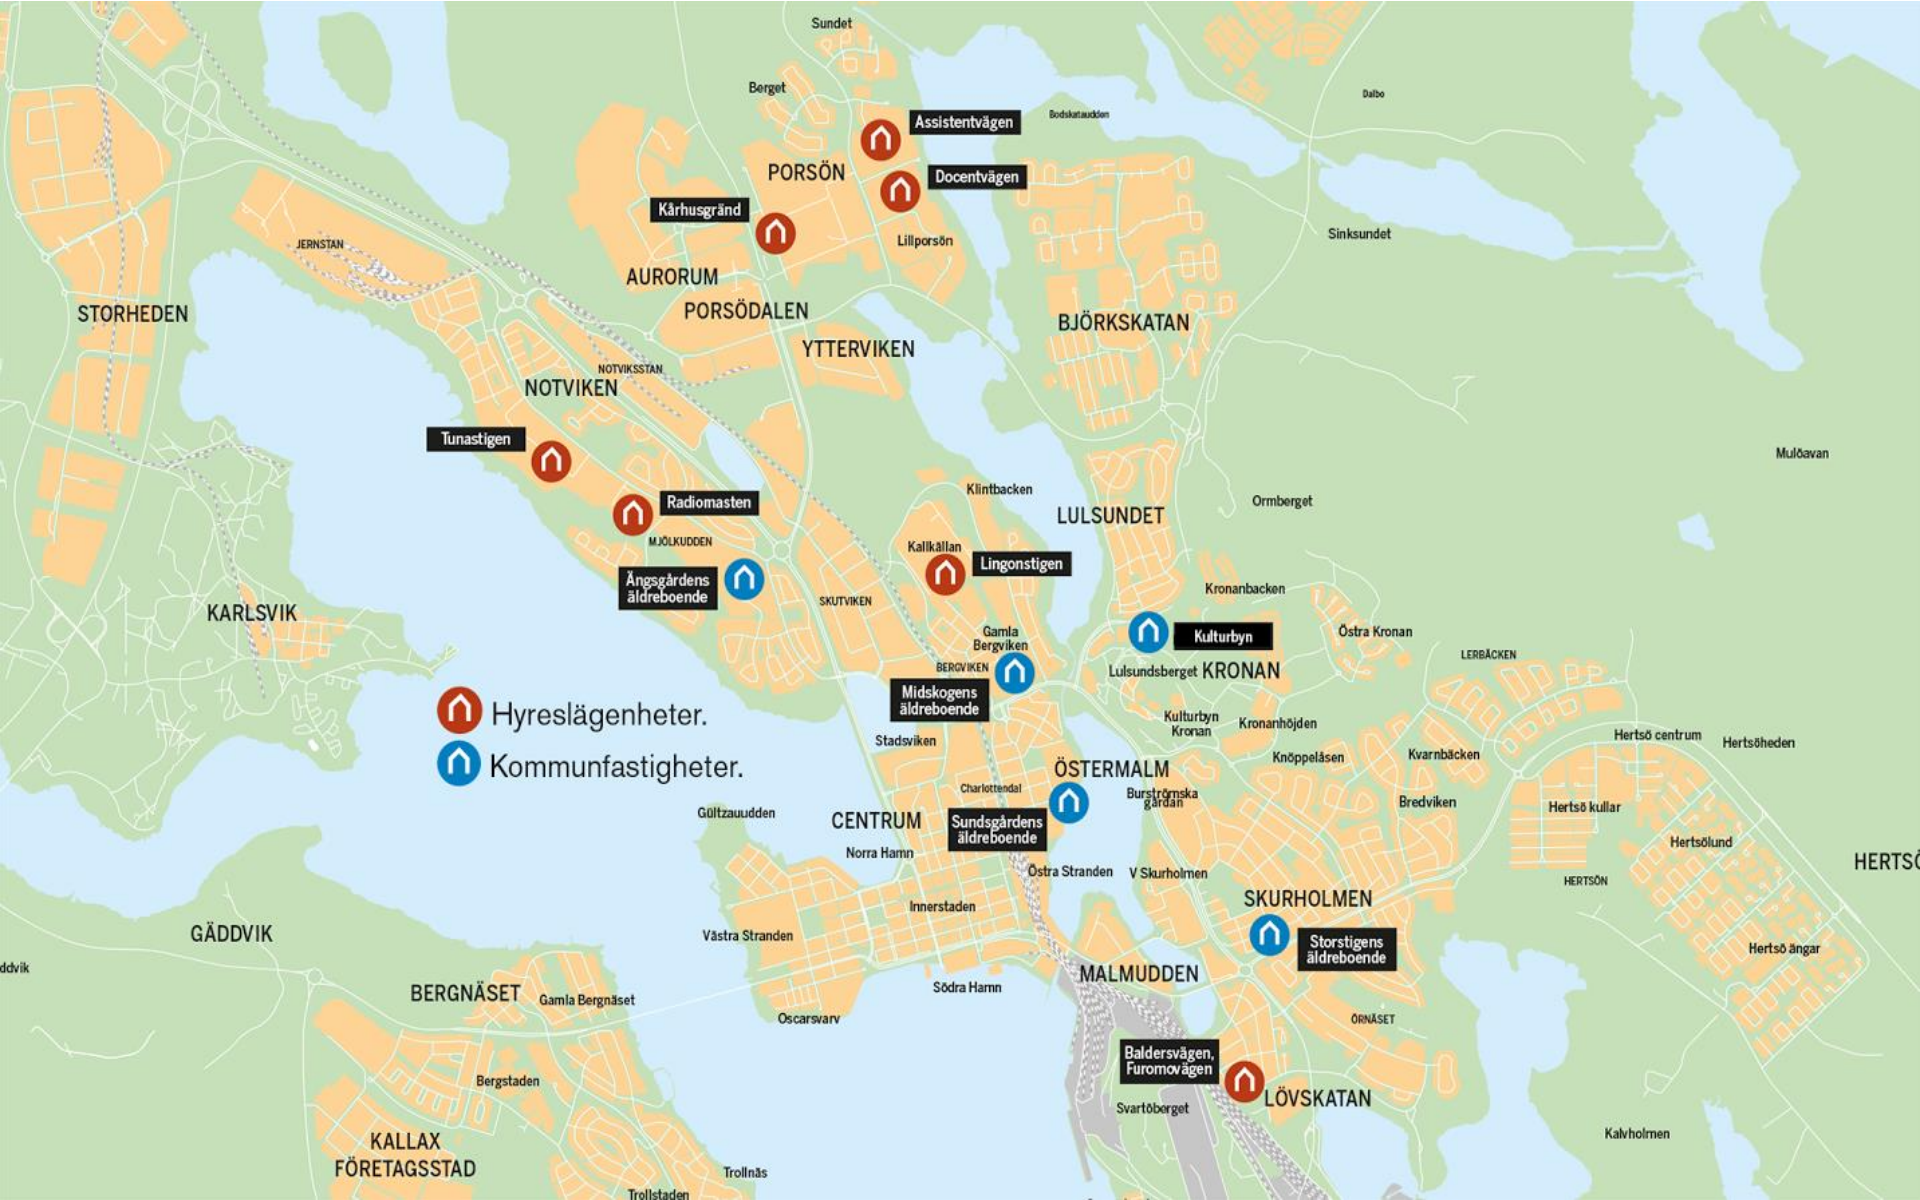 Sundet
Berget
Dalbo
Bodskataudden
Assistentvägen
PORSÖN
Docentvägen
Kårhusgränd
Lillporsön
Sinksundet
JERNSTAN
AURORUM
STORHEDEN
PORSÖDALEN
BJÖRKSKATAN
YTTERVIKEN
NOTVIKSSTAN
NOTVIKEN
Tunastigen
Mulöavan
Klintbacken
Ormberget
Radiomasten
LULSUNDET
MJÖLKUDDEN
Kallkällan
Lingonstigen
Ängsgårdens
äldreboende
Kronanbacken
SKUTVIKEN
KARLSVIK
Gamla
Bergviken
Kulturbyn
Östra Kronan
LERBÄCKEN
BERGVIKEN
Lulsundsberget
KRONAN
Midskogens
äldreboende
Hyreslägenheter.
Kulturbyn
Kronan
Kronanhöjden
Stadsviken
Hertsö centrum
Hertsöheden
Knöppelåsen
Kvarnbäcken
Kommunfastigheter.
ÖSTERMALM
Charlottendal
Burströmska
gårdan
Bredviken
Hertsö kullar
Gültzauudden
CENTRUM
Sundsgårdens
äldreboende
Hertsölund
Norra Hamn
HERTSÖ
Östra Stranden
V Skurholmen
HERTSÖN
SKURHOLMEN
Innerstaden
GÄDDVIK
Västra Stranden
Storstigens
äldreboende
Hertsö ängar
ddvik
MALMUDDEN
Södra Hamn
BERGNÄSET
Gamla Bergnäset
Oscarsvarv
ÖRNÄSET
Baldersvägen,
Furomovägen
Bergstaden
LÖVSKATAN
Svartöberget
Kalvholmen
KALLAX
FÖRETAGSSTAD
Trollnäs
Trollstaden